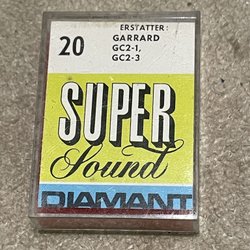 ERSTATTER:
20 GARRARD
GC2-1,
GC2-3
SUPER
Sound
DIAMANT